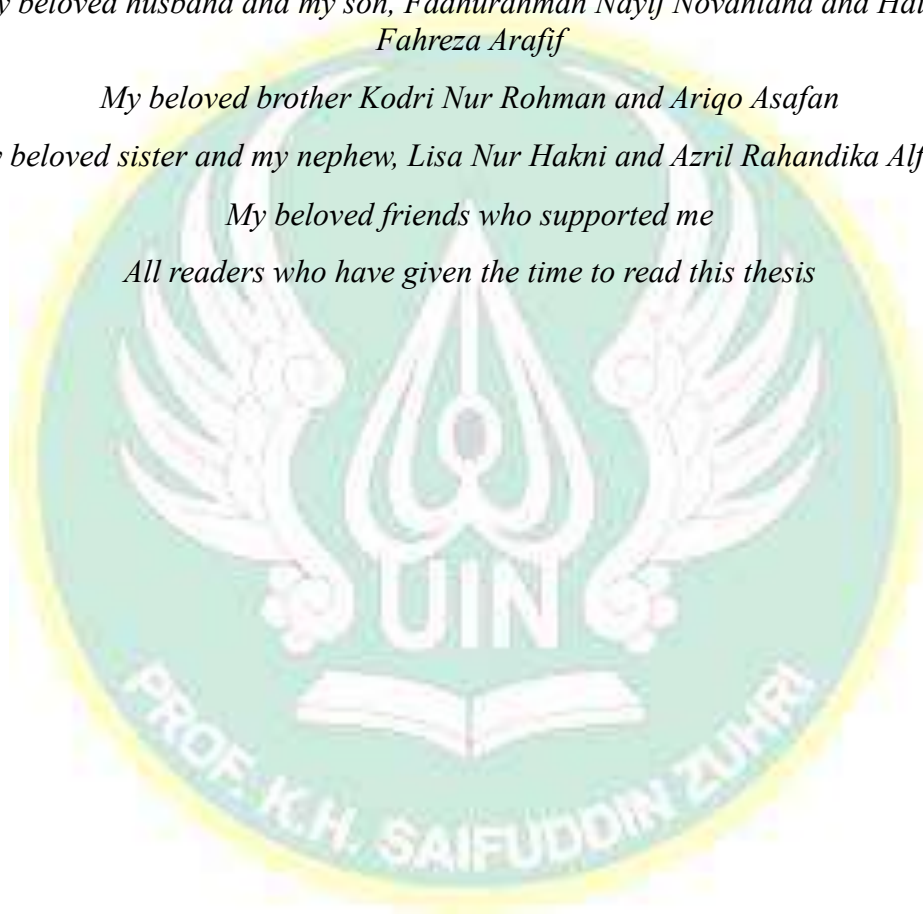 beloved husband and my son, Fadhurahman Nayif Novanland and
Fahreza Arafif
My beloved brother Kodri Nur Rohman and Ariqo Asafan
beloved sister and my nephew, Lisa Nur Hakni and Azril Rahandika
My beloved friends who supported me
All readers who have given the time to read this thesis
UIN
PROF. K.H. SAIFUDDIN ZUHRI